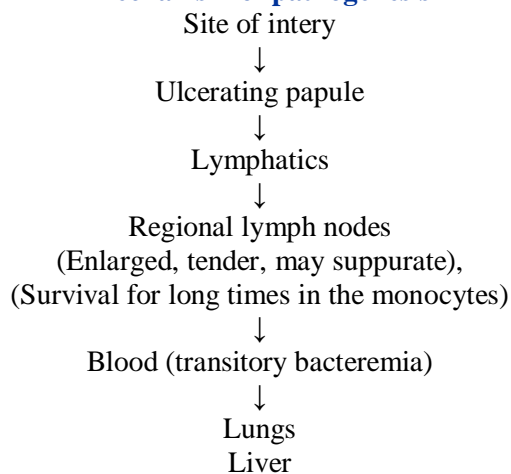 Site of intery
↓
Ulcerating papule
↓
Lymphatics
↓
Regional lymph nodes
(Enlarged, tender, may suppurate),
(Survival for long times in the monocytes)
↓
Blood (transitory bacteremia)
↓
Lungs
Liver